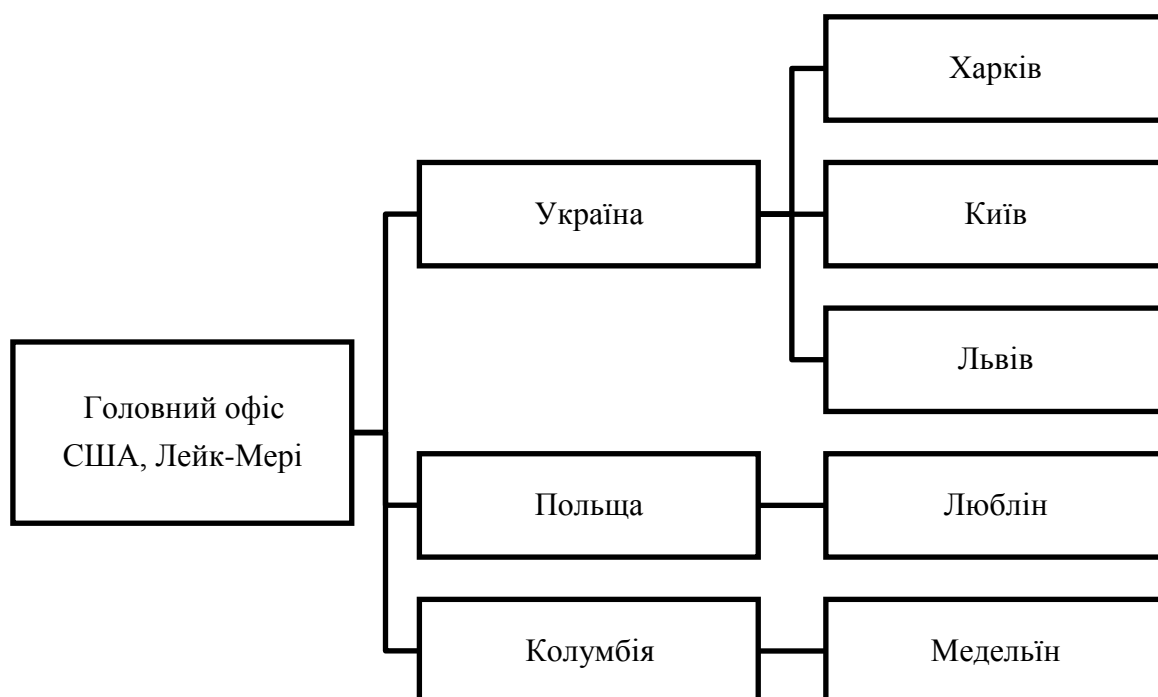 Харків
Україна
Київ
Львів
Головний офіс
США, Лейк-Мері
Польща
Люблін
Колумбія
Медельїн